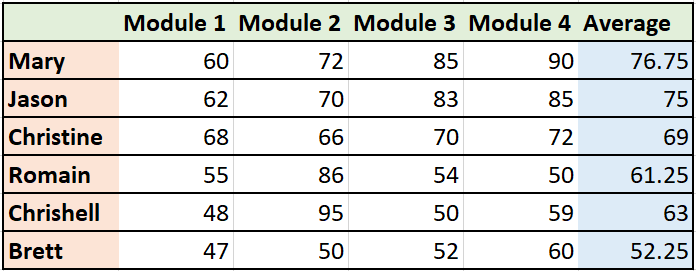 Module 1 Module 2 Module 3 Module 4 Average
Mary 60 72 85 90 76.75
Jason 62 70 83 85 75
Christine 68 66 70 72 69
Romain 55 86 54 50 61.25
Chrishell 48 95 50 59 63
Brett 47 50 52 60 52.25